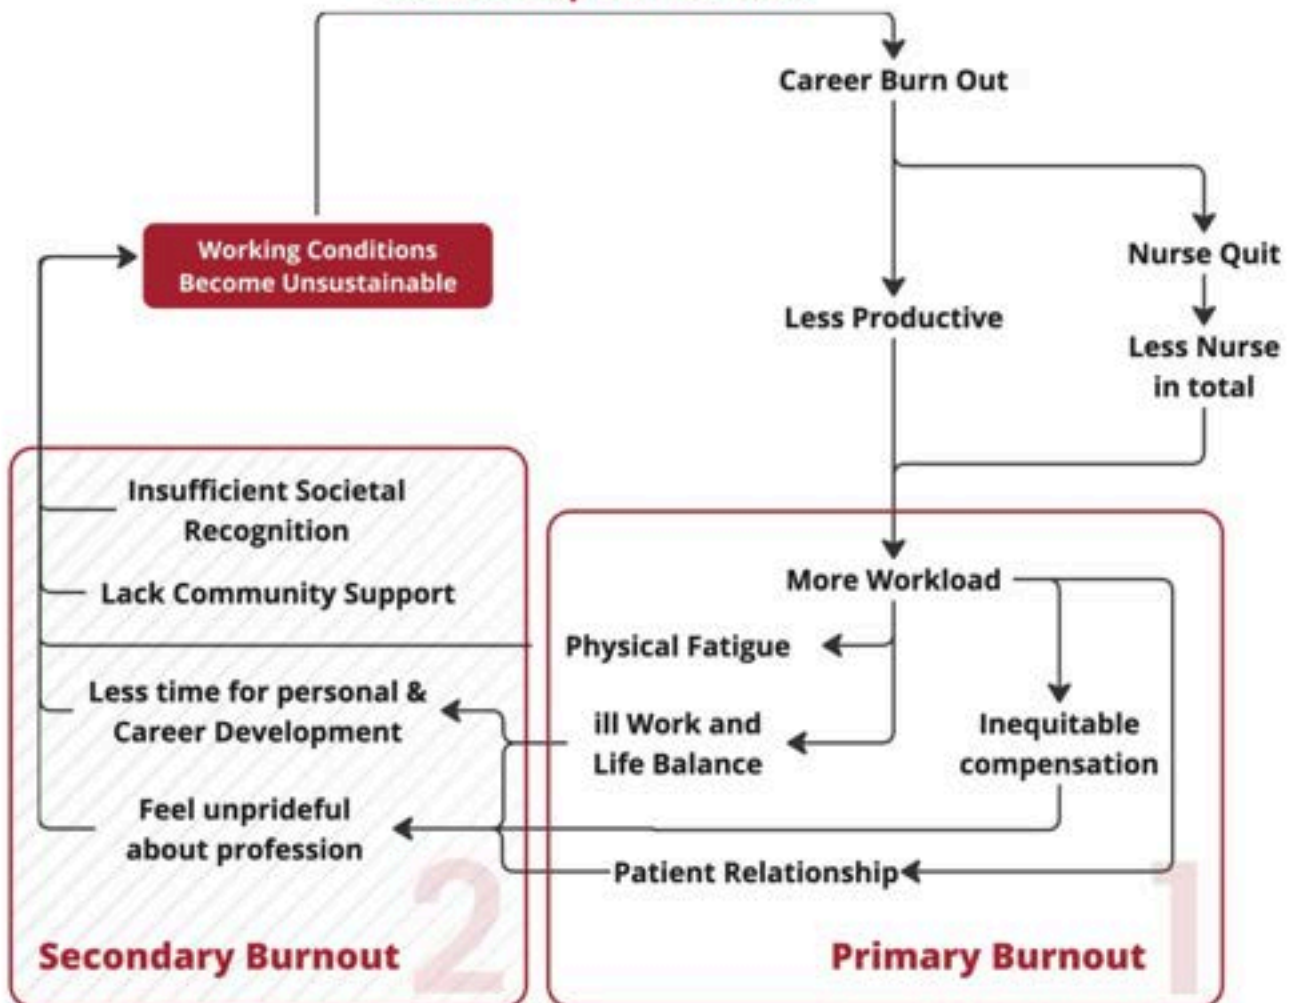 Career Burn Out
Working Conditions
Become Unsustainable
Nurse Quit
Less Productive
Less Nurse
in total
Insufficient Societal
Recognition
Lack Community Support
Less time for personal &
Career Development
Feel unprideful
about profession
2
Secondary Burnout
More Workload
Physical Fatigue
ill Work and
Life Balance
Inequitable
compensation
Patient Relationship
1
Primary Burnout